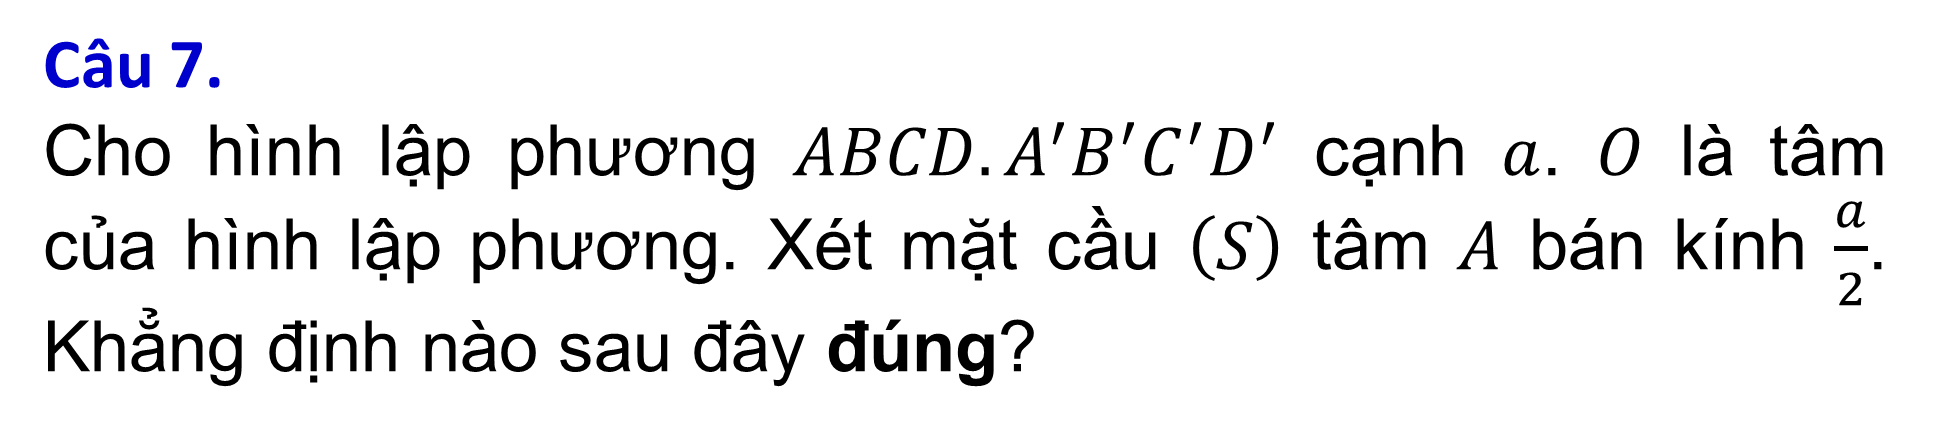 Câu 7.
Cho hình lập phương ABCD.A′B′C′D′ cạnh a. O là tâm
của hình lập phương. Xét mặt cầu (S) tâm A bán kính a/2.
Khẳng định nào sau đây đúng?